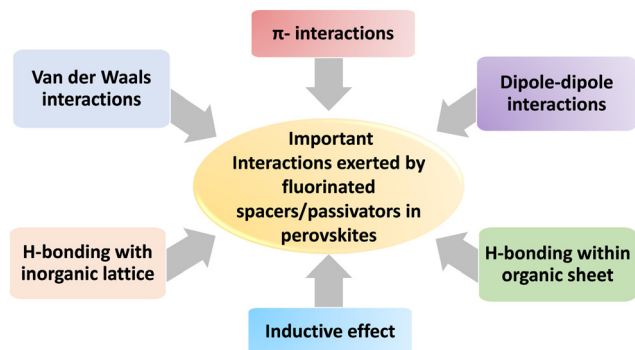 π- interactions
Van der Waals
interactions
Dipole-dipole
interactions
Important
Interactions exerted by
fluorinated
spacers/passivators in
perovskites
H-bonding with
inorganic lattice
H-bonding within
organic sheet
Inductive effect